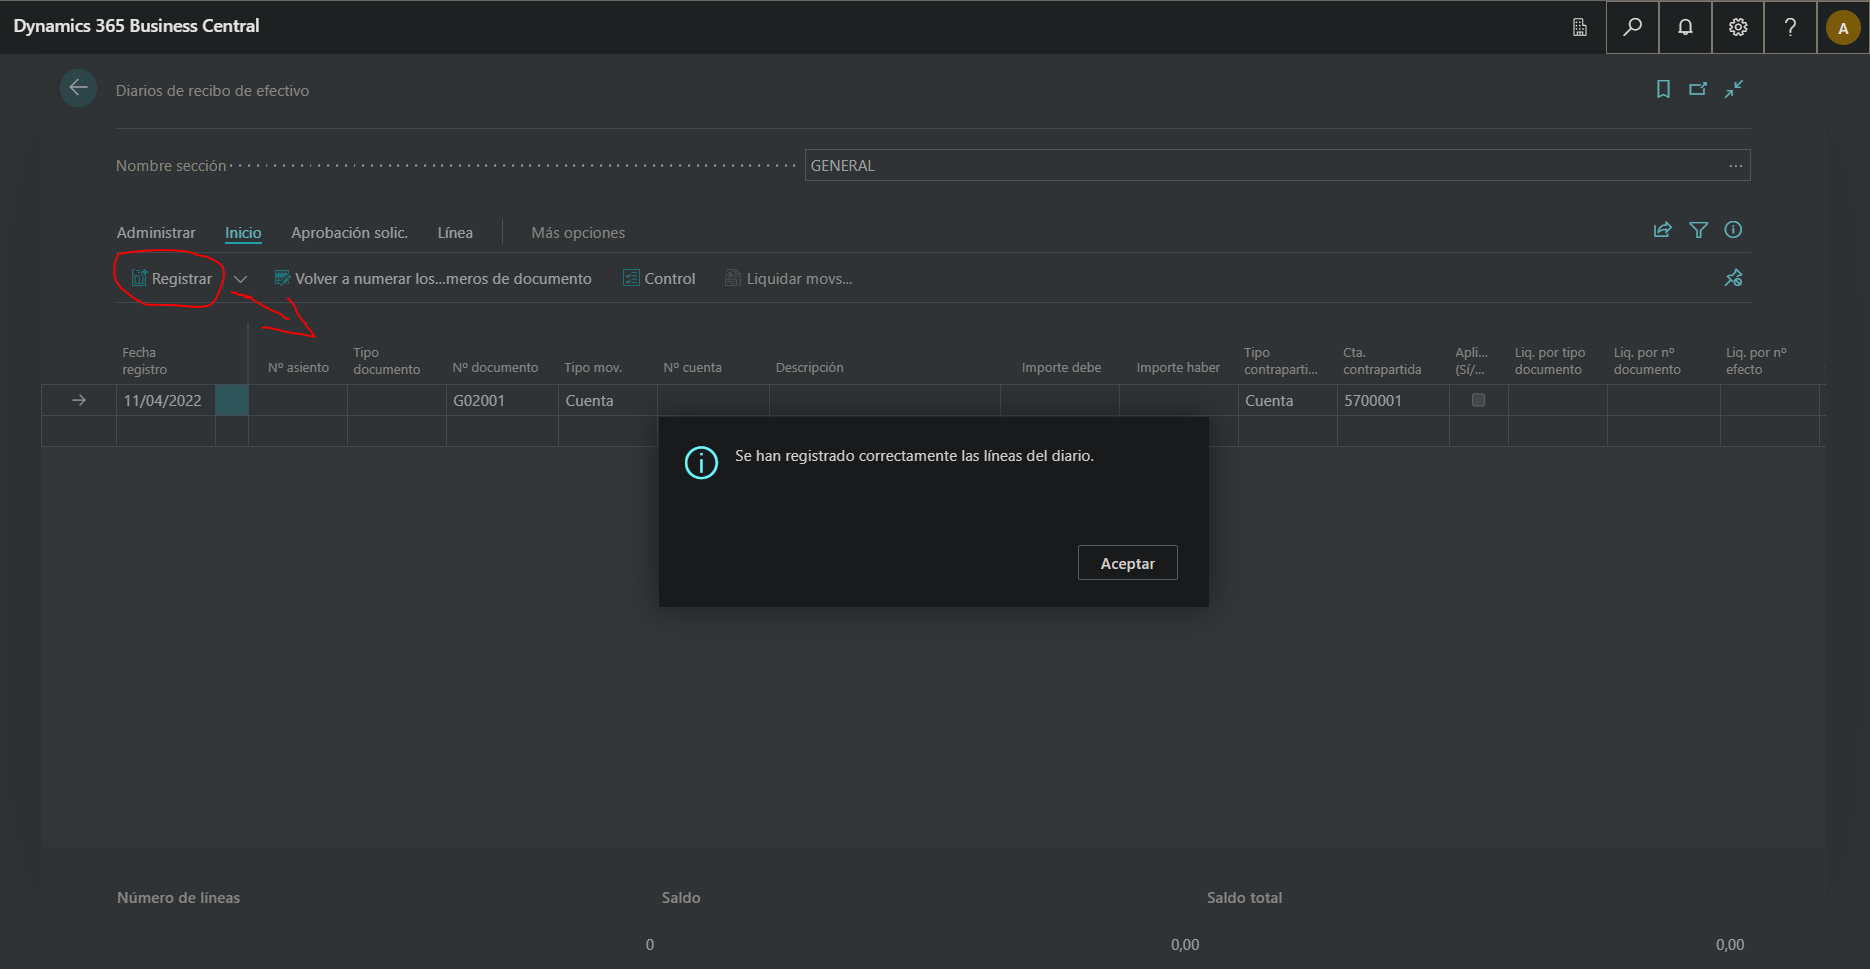 Dynamics 365 Business Central
?
A
Diarios de recibo de efectivo
Nombre sección
GENERAL
...
Administrar
Inicio
Aprobación solic.
Línea
Más opciones
Registrar
Volver a numerar los...meros de documento
Control
Liquidar movs...
Fecha
registro
Nº asiento
Tipo
documento
Nº documento
Tipo mov.
Nº cuenta
Descripción
Importe debe
Importe haber
Tipo
contraparti...
Cta.
contrapartida
Apli...
(Sí/...
Liq. por tipo
documento
Liq. por nº
documento
Liq. por nº
efecto
11/04/2022
G02001
Cuenta
Cuenta
5700001
Se han registrado correctamente las líneas del diario.
Aceptar
Número de líneas
Saldo
Saldo total
0
0,00
0,00